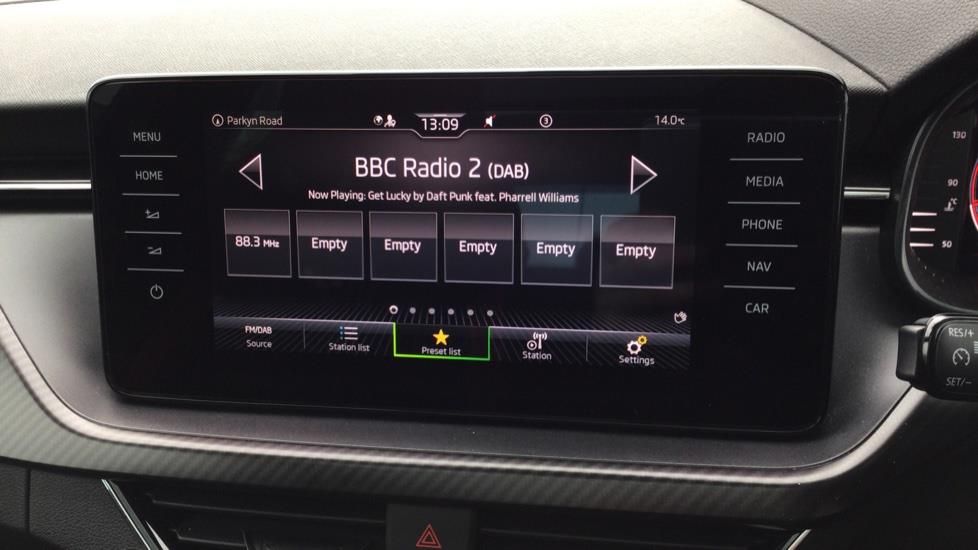 Parkyn Road 13:09 3 14.0°c
MENU
HOME
RADIO
MEDIA
PHONE
NAV
CAR
BBC Radio 2 (DAB)
Now Playing: Get Lucky by Daft Punk feat. Pharrell Williams
88.3 MHz Empty Empty Empty Empty Empty
FM/DAB
Source
Station list
Preset list
Station
Settings
130
90
°C
50
RES/+
SET/-